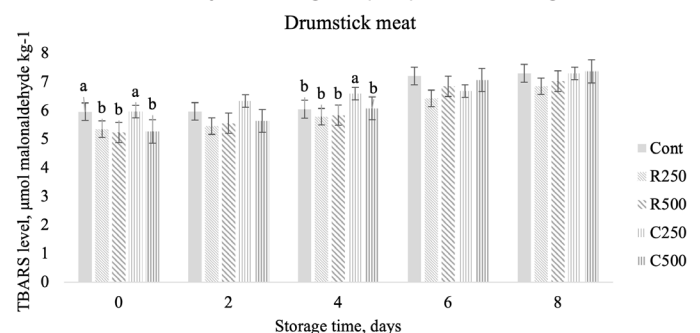 Drumstick meat
TBARS level, µmol malonaldehyde kg-1
8
7
6
5
4
3
2
1
0
a b b a b
b b b a b
0 2 4 6 8
Storage time, days
Cont
R250
R500
C250
C500